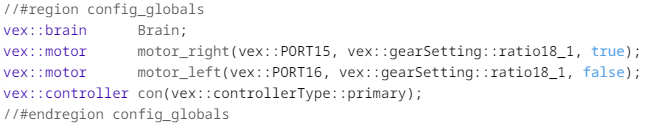 //#region config_globals
vex::brain      Brain;
vex::motor      motor_right(vex::PORT15, vex::gearSetting::ratio18_1, true);
vex::motor      motor_left(vex::PORT16, vex::gearSetting::ratio18_1, false);
vex::controller con(vex::controllerType::primary);
//#endregion config_globals